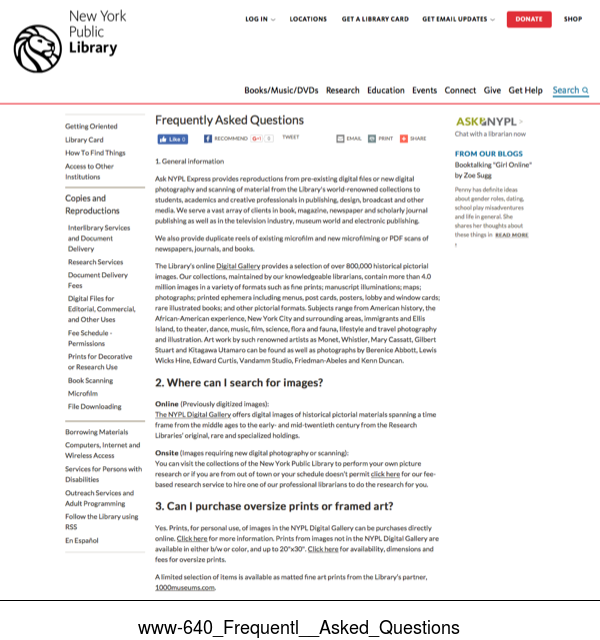 New York
Public
Library
LOG IN
LOCATIONS
GET A LIBRARY CARD
GET EMAIL UPDATES
DONATE
SHOP
Books/Music/DVDs Research Education Events Connect Give Get Help Search
Getting Oriented
Library Card
How To Find Things
Access to Other
Institutions
Copies and
Reproductions
Interlibrary Services
and Document
Delivery
Research Services
Document Delivery
Fees
Digital Files for
Editorial, Commercial,
and Other Uses
Fee Schedule -
Permissions
Prints for Decorative
or Research Use
Book Scanning
Microfilm
File Downloading
Borrowing Materials
Computers, Internet and
Wireless Access
Services for Persons with
Disabilities
Outreach Services and
Adult Programming
Follow the Library using
RSS
En Español
Frequently Asked Questions
Like 0
RECOMMEND G+1 0 TWEET
EMAIL PRINT SHARE
1. General information
Ask NYPL Express provides reproductions from pre-existing digital files or new digital
photography and scanning of material from the Library's world-renowned collections to
students, academics and creative professionals in publishing, design, broadcast and other
media. We serve a vast array of clients in book, magazine, newspaper and scholarly journal
publishing as well as in the television industry, museum world and electronic publishing.
We also provide duplicate reels of existing microfilm and new microfilming or PDF scans of
newspapers, journals, and books.
The Library's online Digital Gallery provides a selection of over 800,000 historical pictorial
images. Our collections, maintained by our knowledgeable librarians, contain more than 4.0
million images in a variety of formats such as fine prints; manuscript illuminations; maps;
photographs; printed ephemera including menus, post cards, posters, lobby and window cards;
rare illustrated books; and other pictorial formats. Subjects range from American history, the
African-American experience, New York City and surrounding areas, immigrants and Ellis
Island, to theater, dance, music, film, science, flora and fauna, lifestyle and travel photography
and illustration. Art work by such renowned artists as Monet, Whistler, Mary Cassatt, Gilbert
Stuart and Kitagawa Utamaro can be found as well as photographs by Berenice Abbott, Lewis
Wicks Hine, Edward Curtis, Vandamm Studio, Friedman-Abeles and Kenn Duncan.
2. Where can I search for images?
Online (Previously digitized images):
The NYPL Digital Gallery offers digital images of historical pictorial materials spanning a time
frame from the middle ages to the early- and mid-twentieth century from the Research
Libraries' original, rare and specialized holdings.
Onsite (Images requiring new digital photography or scanning):
You can visit the collections of the New York Public Library to perform your own picture
research or if you are from out of town or your schedule doesn't permit click here for our fee-
based research service to hire one of our professional librarians to do the research for you.
3. Can I purchase oversize prints or framed art?
Yes. Prints, for personal use, of images in the NYPL Digital Gallery can be purchases directly
online. Click here for more information. Prints from images not in the NYPL Digital Gallery are
available in either b/w or color, and up to 20"x30". Click here for availability, dimensions and
fees for oversize prints.
A limited selection of items is available as matted fine art prints from the Library's partner,
1000museums.com.
ASK NYPL >
Chat with a librarian now
FROM OUR BLOGS
Booktalking "Girl Online"
by Zoe Sugg
Penny has definite ideas
about gender roles, dating,
school play misadventures
and life in general. She
shares her thoughts about
these things in READ MORE
www-640_Frequentl__Asked_Questions